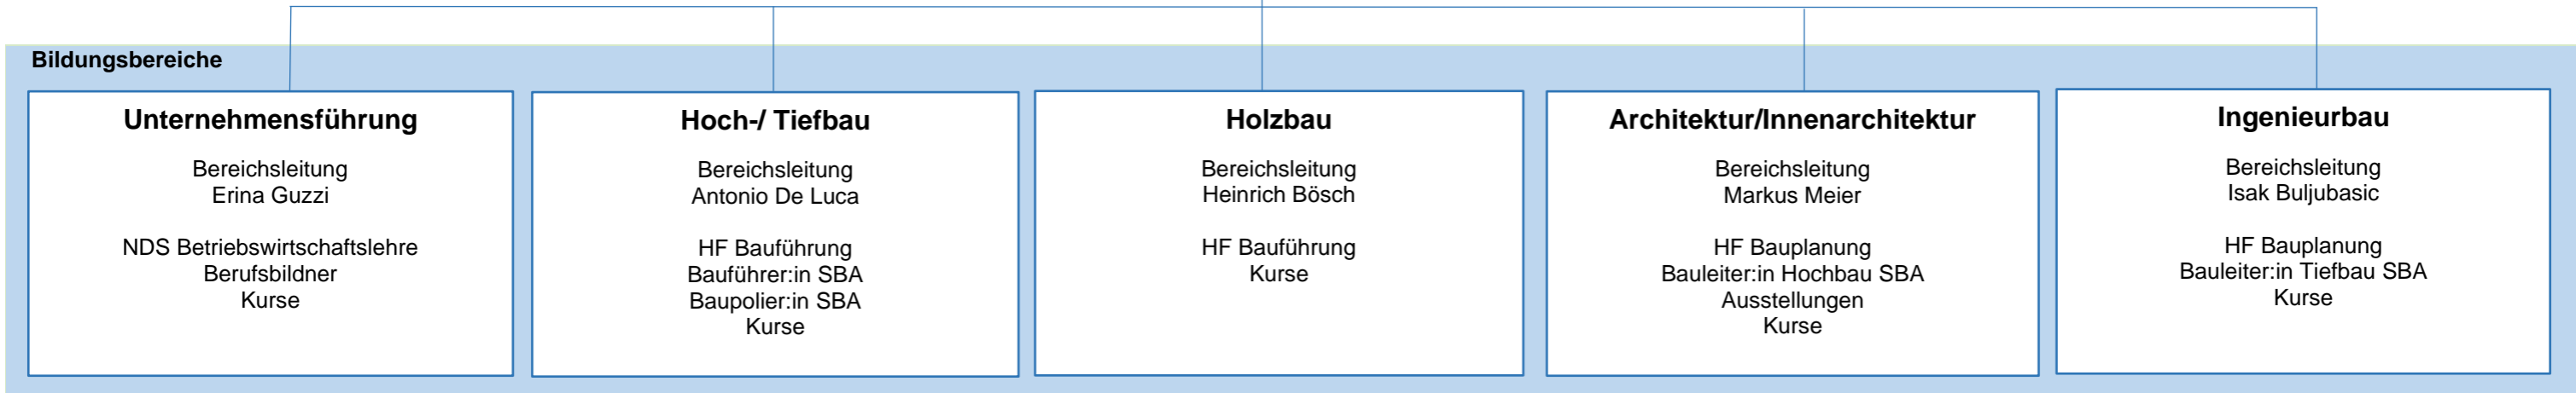 Bildungsbereiche
Unternehmensführung
Bereichsleitung
Erina Guzzi
NDS Betriebswirtschaftslehre
Berufsbildner
Kurse
Hoch-/ Tiefbau
Bereichsleitung
Antonio De Luca
HF Bauführung
Bauführer:in SBA
Baupolier:in SBA
Kurse
Holzbau
Bereichsleitung
Heinrich Bösch
HF Bauführung
Kurse
Architektur/Innenarchitektur
Bereichsleitung
Markus Meier
HF Bauplanung
Bauleiter:in Hochbau SBA
Ausstellungen
Kurse
Ingenieurbau
Bereichsleitung
Isak Buljubasic
HF Bauplanung
Bauleiter:in Tiefbau SBA
Kurse